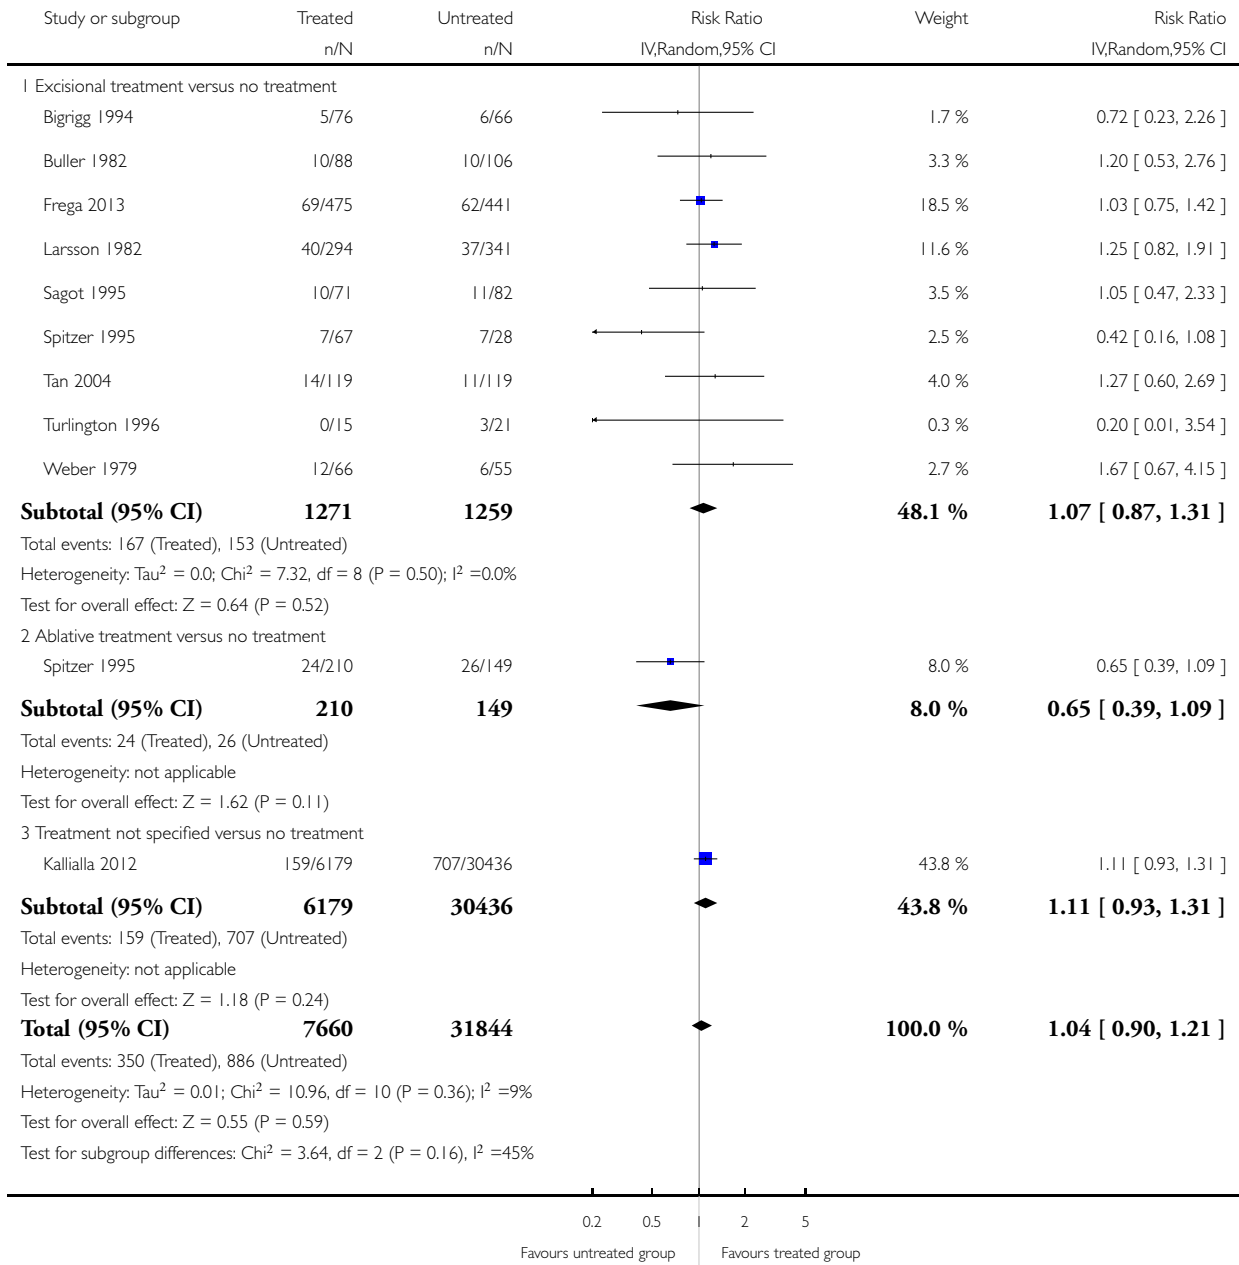 Study or subgroup Treated Untreated Risk Ratio Weight Risk Ratio
n/N n/N IV,Random,95% CI IV,Random,95% CI
1 Excisional treatment versus no treatment
Bigrigg 1994 5/76 6/66 1.7 % 0.72 [ 0.23, 2.26 ]
Buller 1982 10/88 10/106 3.3 % 1.20 [ 0.53, 2.76 ]
Frega 2013 69/475 62/441 18.5 % 1.03 [ 0.75, 1.42 ]
Larsson 1982 40/294 37/341 11.6 % 1.25 [ 0.82, 1.91 ]
Sagot 1995 10/71 11/82 3.5 % 1.05 [ 0.47, 2.33 ]
Spitzer 1995 7/67 7/28 2.5 % 0.42 [ 0.16, 1.08 ]
Tan 2004 14/119 11/119 4.0 % 1.27 [ 0.60, 2.69 ]
Turlington 1996 0/15 3/21 0.3 % 0.20 [ 0.01, 3.54 ]
Weber 1979 12/66 6/55 2.7 % 1.67 [ 0.67, 4.15 ]
Subtotal (95% CI) 1271 1259 48.1 % 1.07 [ 0.87, 1.31 ]
Total events: 167 (Treated), 153 (Untreated)
Heterogeneity: Tau² = 0.0; Chi² = 7.32, df = 8 (P = 0.50); I² =0.0%
Test for overall effect: Z = 0.64 (P = 0.52)
2 Ablative treatment versus no treatment
Spitzer 1995 24/210 26/149 8.0 % 0.65 [ 0.39, 1.09 ]
Subtotal (95% CI) 210 149 8.0 % 0.65 [ 0.39, 1.09 ]
Total events: 24 (Treated), 26 (Untreated)
Heterogeneity: not applicable
Test for overall effect: Z = 1.62 (P = 0.11)
3 Treatment not specified versus no treatment
Kallialla 2012 159/6179 707/30436 43.8 % 1.11 [ 0.93, 1.31 ]
Subtotal (95% CI) 6179 30436 43.8 % 1.11 [ 0.93, 1.31 ]
Total events: 159 (Treated), 707 (Untreated)
Heterogeneity: not applicable
Test for overall effect: Z = 1.18 (P = 0.24)
Total (95% CI) 7660 31844 100.0 % 1.04 [ 0.90, 1.21 ]
Total events: 350 (Treated), 886 (Untreated)
Heterogeneity: Tau² = 0.01; Chi² = 10.96, df = 10 (P = 0.36); I² =9%
Test for overall effect: Z = 0.55 (P = 0.59)
Test for subgroup differences: Chi² = 3.64, df = 2 (P = 0.16), I² =45%
0.2 0.5 1 2 5
Favours untreated group Favours treated group